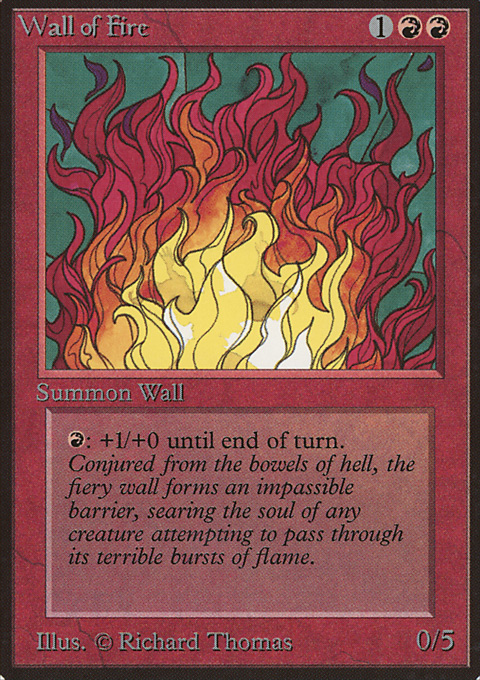 Wall of Fire 1
Summon Wall
: +1/+0 until end of turn.
Conjured from the bowels of hell, the
fiery wall forms an impassible
barrier, searing the soul of any
creature attempting to pass through
its terrible bursts of flame.
Illus. © Richard Thomas 0/5